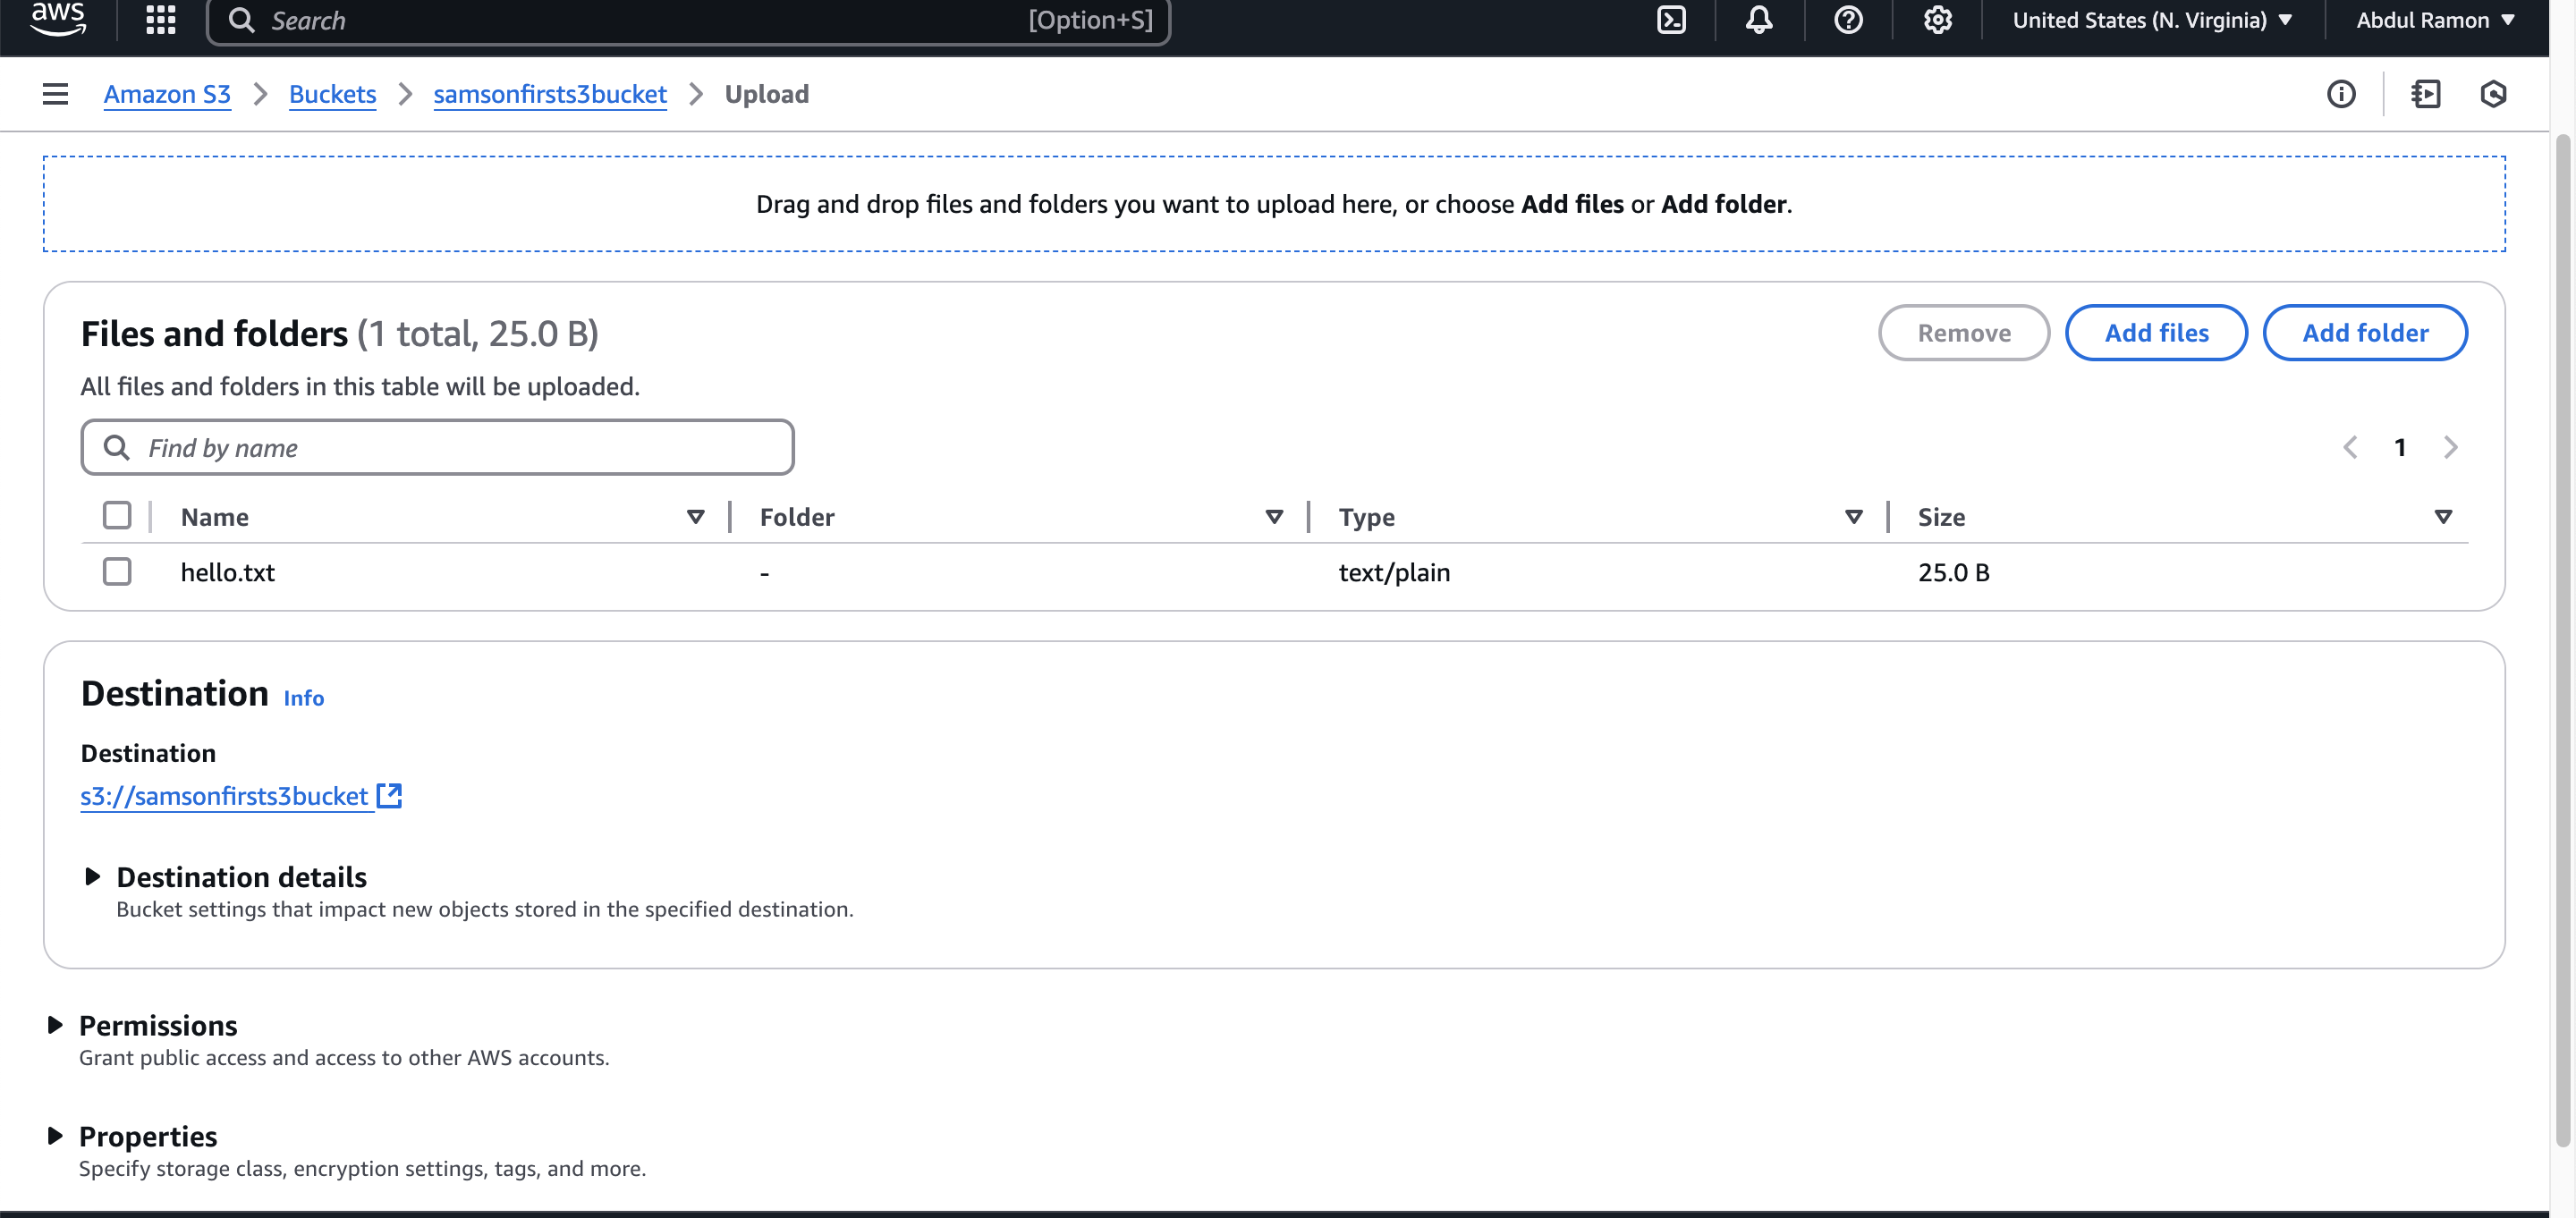 aws
Search [Option+S] United States (N. Virginia) Abdul Ramon
Amazon S3 Buckets samsonfirsts3bucket Upload
Drag and drop files and folders you want to upload here, or choose Add files or Add folder.
Files and folders (1 total, 25.0 B) Remove Add files Add folder
All files and folders in this table will be uploaded.
Find by name 1
Name Folder Type Size
hello.txt - text/plain 25.0 B
Destination Info
Destination
s3://samsonfirsts3bucket
Destination details
Bucket settings that impact new objects stored in the specified destination.
Permissions
Grant public access and access to other AWS accounts.
Properties
Specify storage class, encryption settings, tags, and more.